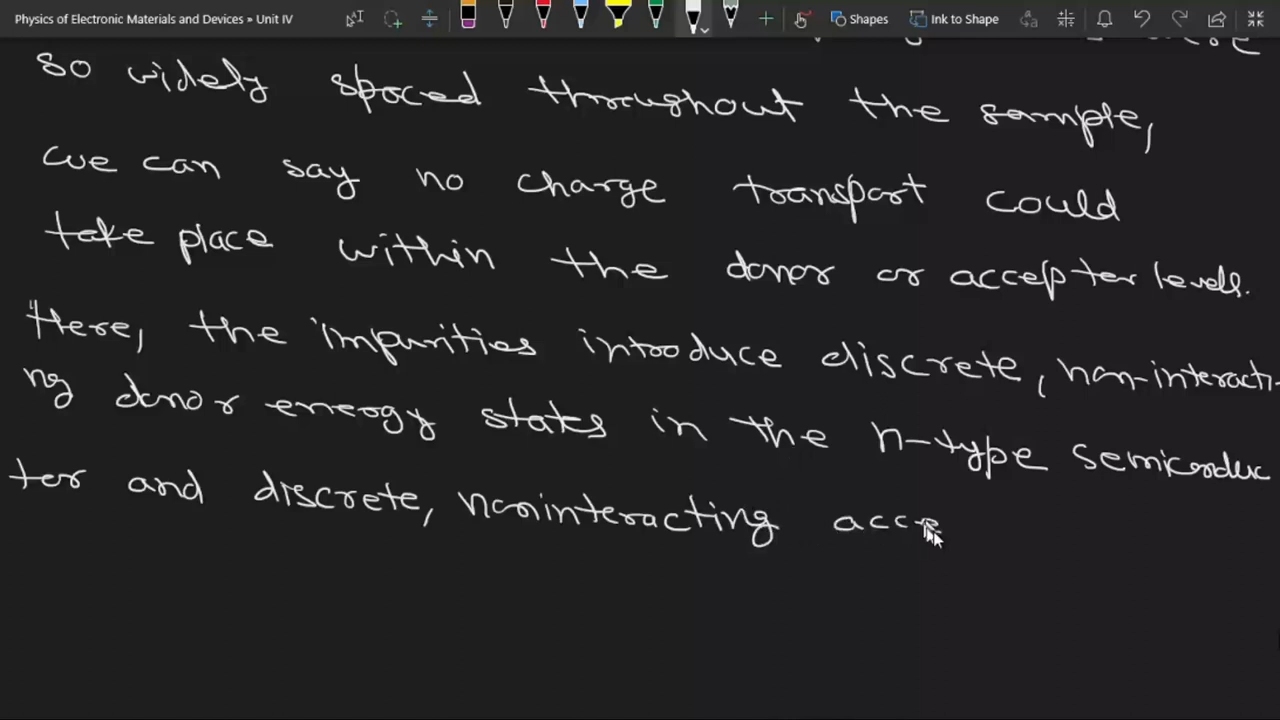 Physics of Electronic Materials and Devices » Unit IV
Shapes
Ink to Shape
so widely spaced throughout the sample,
we can say no charge transport could
take place within the donor or accepter levels.
Here, the impurities introduce discrete, non-interacti-
ng donor energy states in the n-type semiconduc
tor and discrete, noninteracting acce